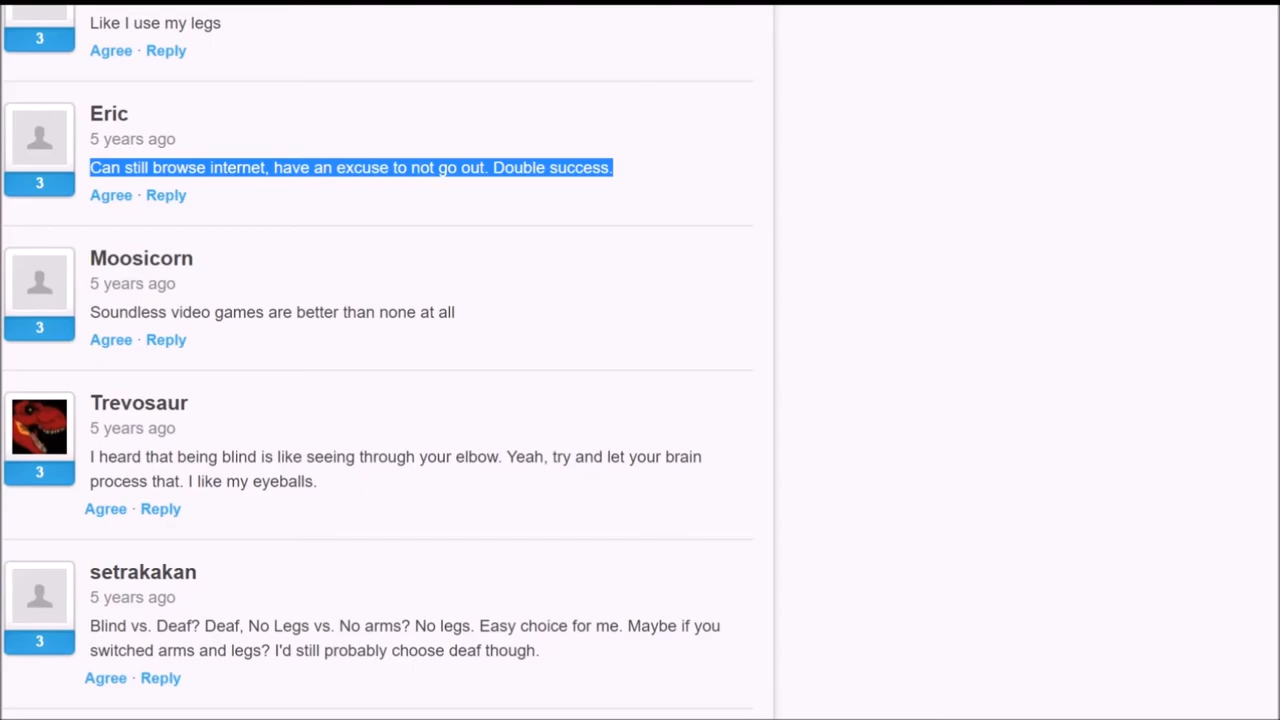 Like I use my legs
3
Agree · Reply
Eric
5 years ago
Can still browse internet, have an excuse to not go out. Double success.
3
Agree · Reply
Moosicorn
5 years ago
Soundless video games are better than none at all
3
Agree · Reply
Trevosaur
5 years ago
I heard that being blind is like seeing through your elbow. Yeah, try and let your brain
process that. I like my eyeballs.
3
Agree · Reply
setrakakan
5 years ago
Blind vs. Deaf? Deaf, No Legs vs. No arms? No legs. Easy choice for me. Maybe if you
switched arms and legs? I'd still probably choose deaf though.
3
Agree · Reply